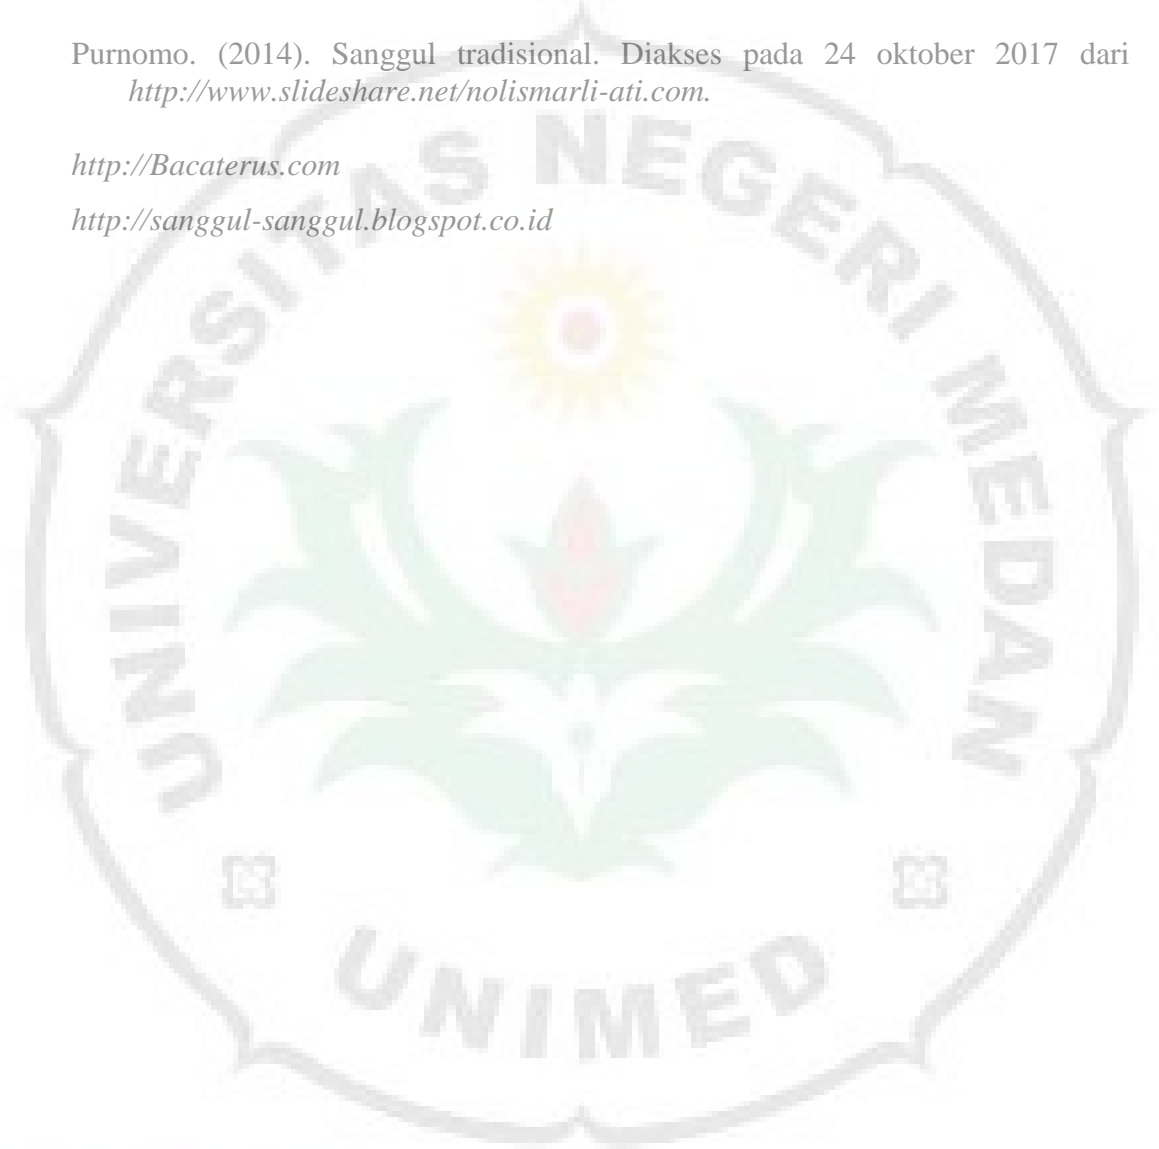 Purnomo. (2014). Sanggul tradisional. Diakses pada 24 oktober 2017 dari
http://www.slideshare.net/nolismarli-ati.com.
http://Bacaterus.com
http://sanggul-sanggul.blogspot.co.id
UNIVERSITAS NEGERI MEDAN
UNIMED